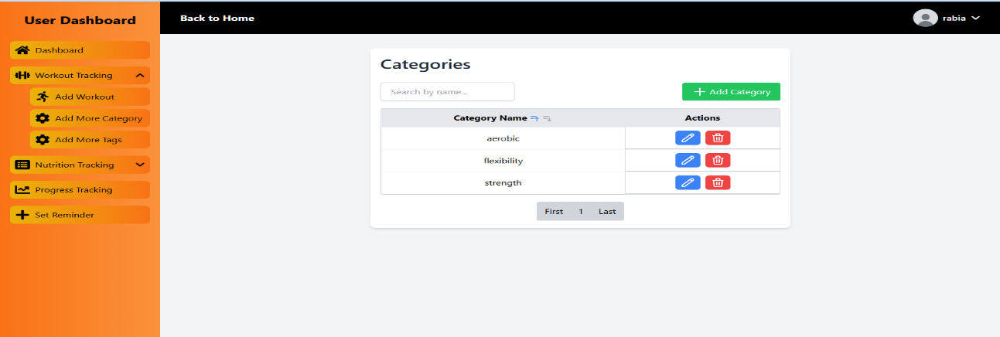 User Dashboard
Back to Home
rabia
Dashboard
Workout Tracking
Add Workout
Add More Category
Add More Tags
Nutrition Tracking
Progress Tracking
Set Reminder
Categories
Search by name...
Add Category
Category Name
Actions
aerobic
flexibility
strength
First 1 Last